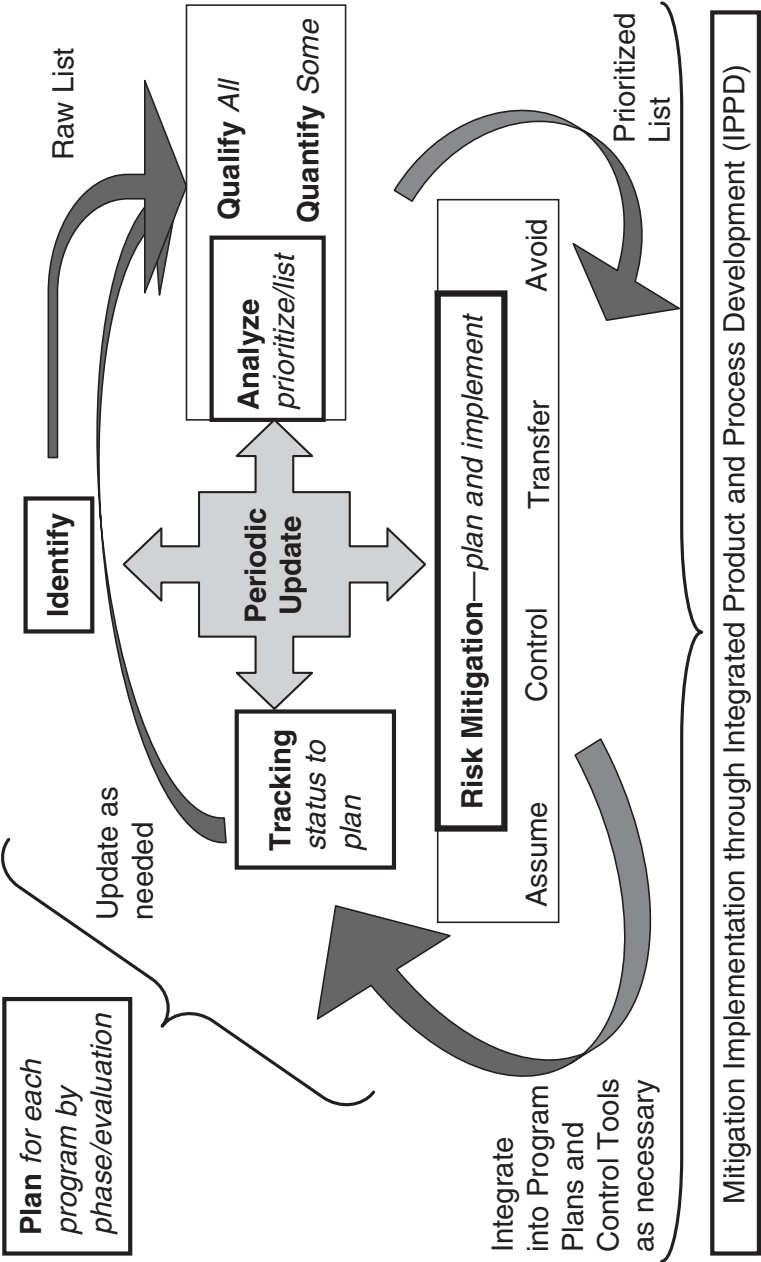 Plan for each
program by
phase/evaluation
Update as
needed
Identify
Raw List
Tracking
status to
plan
Periodic
Update
Analyze
prioritize/list
Qualify All
Quantify Some
Risk Mitigation—plan and implement
Assume
Control
Transfer
Avoid
Integrate
into Program
Plans and
Control Tools
as necessary
Prioritized
List
Mitigation Implementation through Integrated Product and Process Development (IPPD)